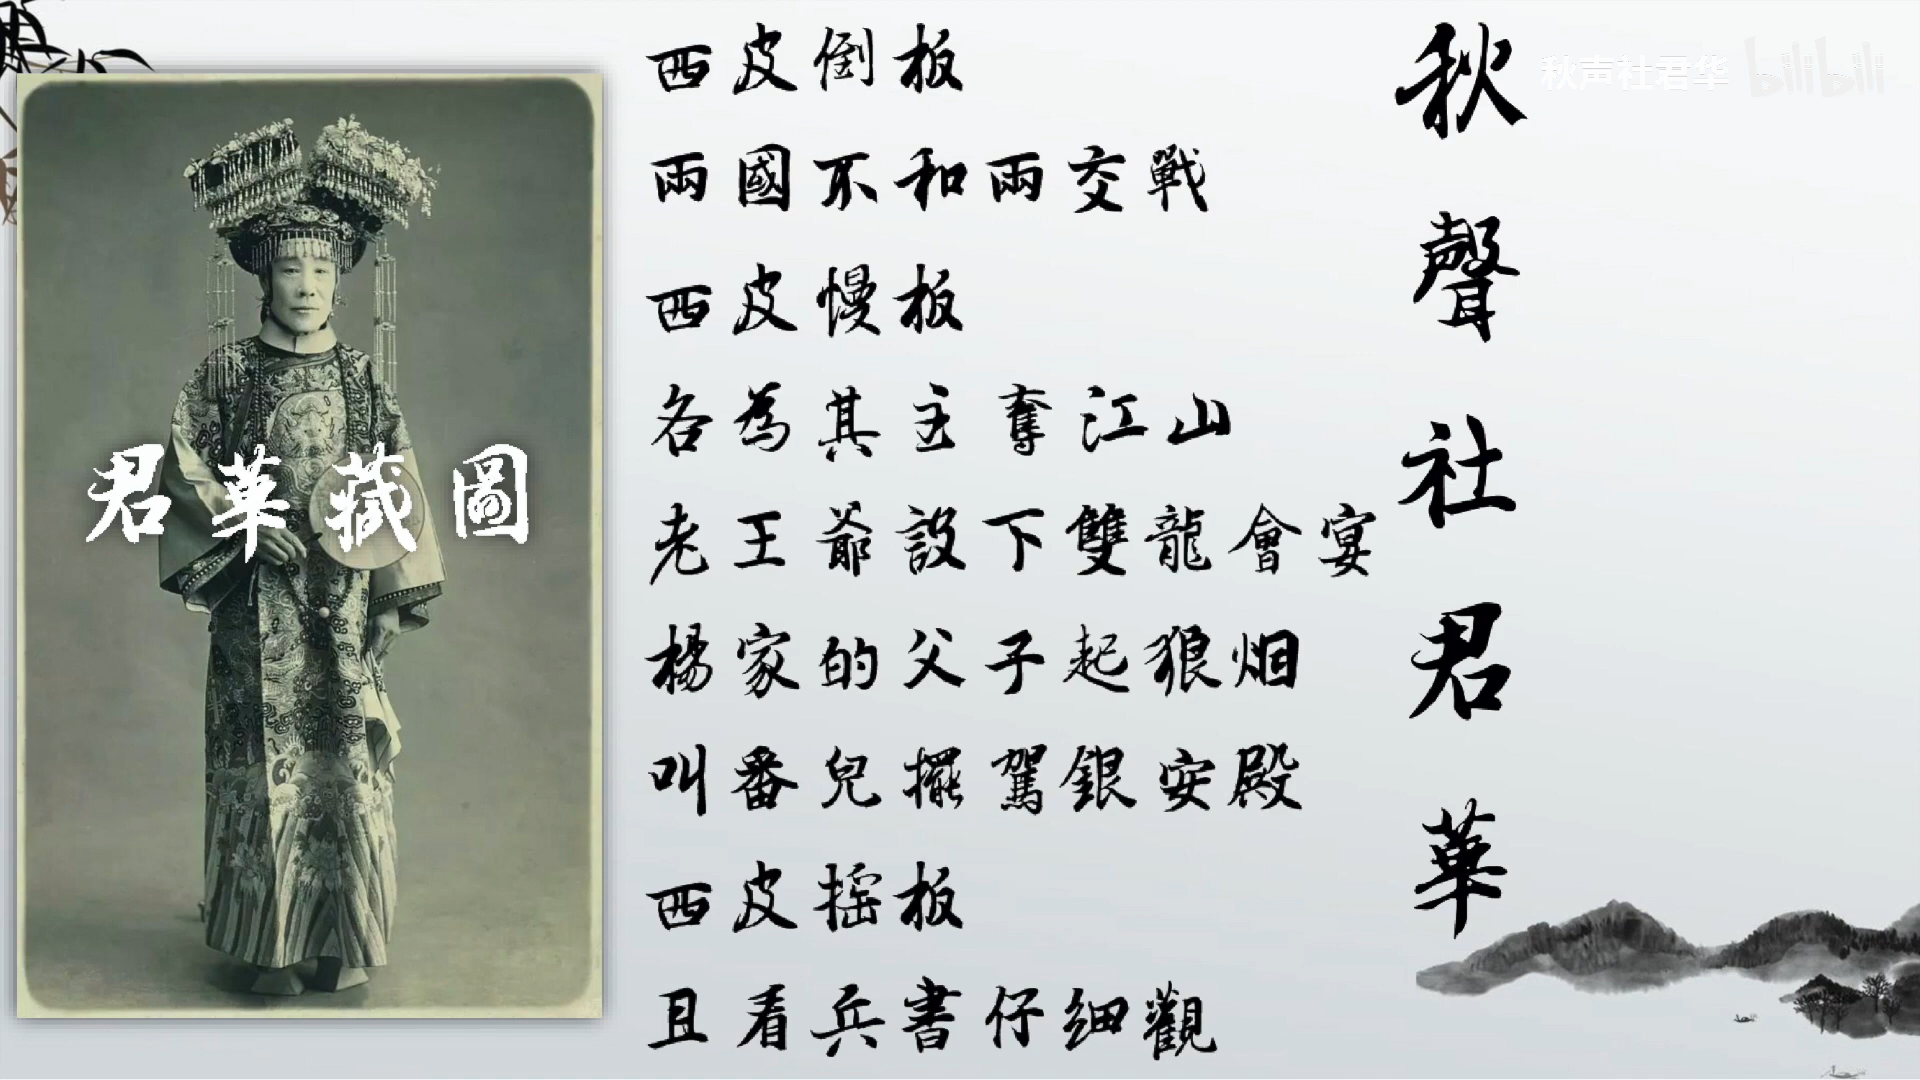 西皮倒板
兩國不和兩交戰
西皮慢板
各為其主奪江山
老王爺設下雙龍會宴
楊家的父子起狼烟
叫番兒擺駕銀安殿
西皮搖板
且看兵書仔細觀
秋聲社君華
君華藏圖
秋声社君华
bilibili